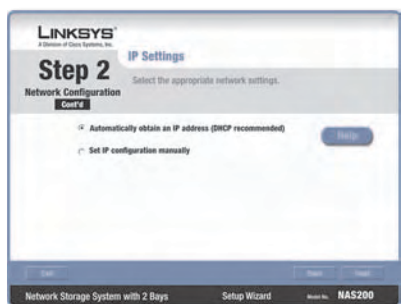 LINKSYS®
A Division of Cisco Systems, Inc.
IP Settings
Step 2
Select the appropriate network settings.
Network Configuration
Cont'd
Automatically obtain an IP address (DHCP recommended)
Help
Set IP configuration manually
Exit
Next
Network Storage System with 2 Bays
Setup Wizard
Model No.
NAS200